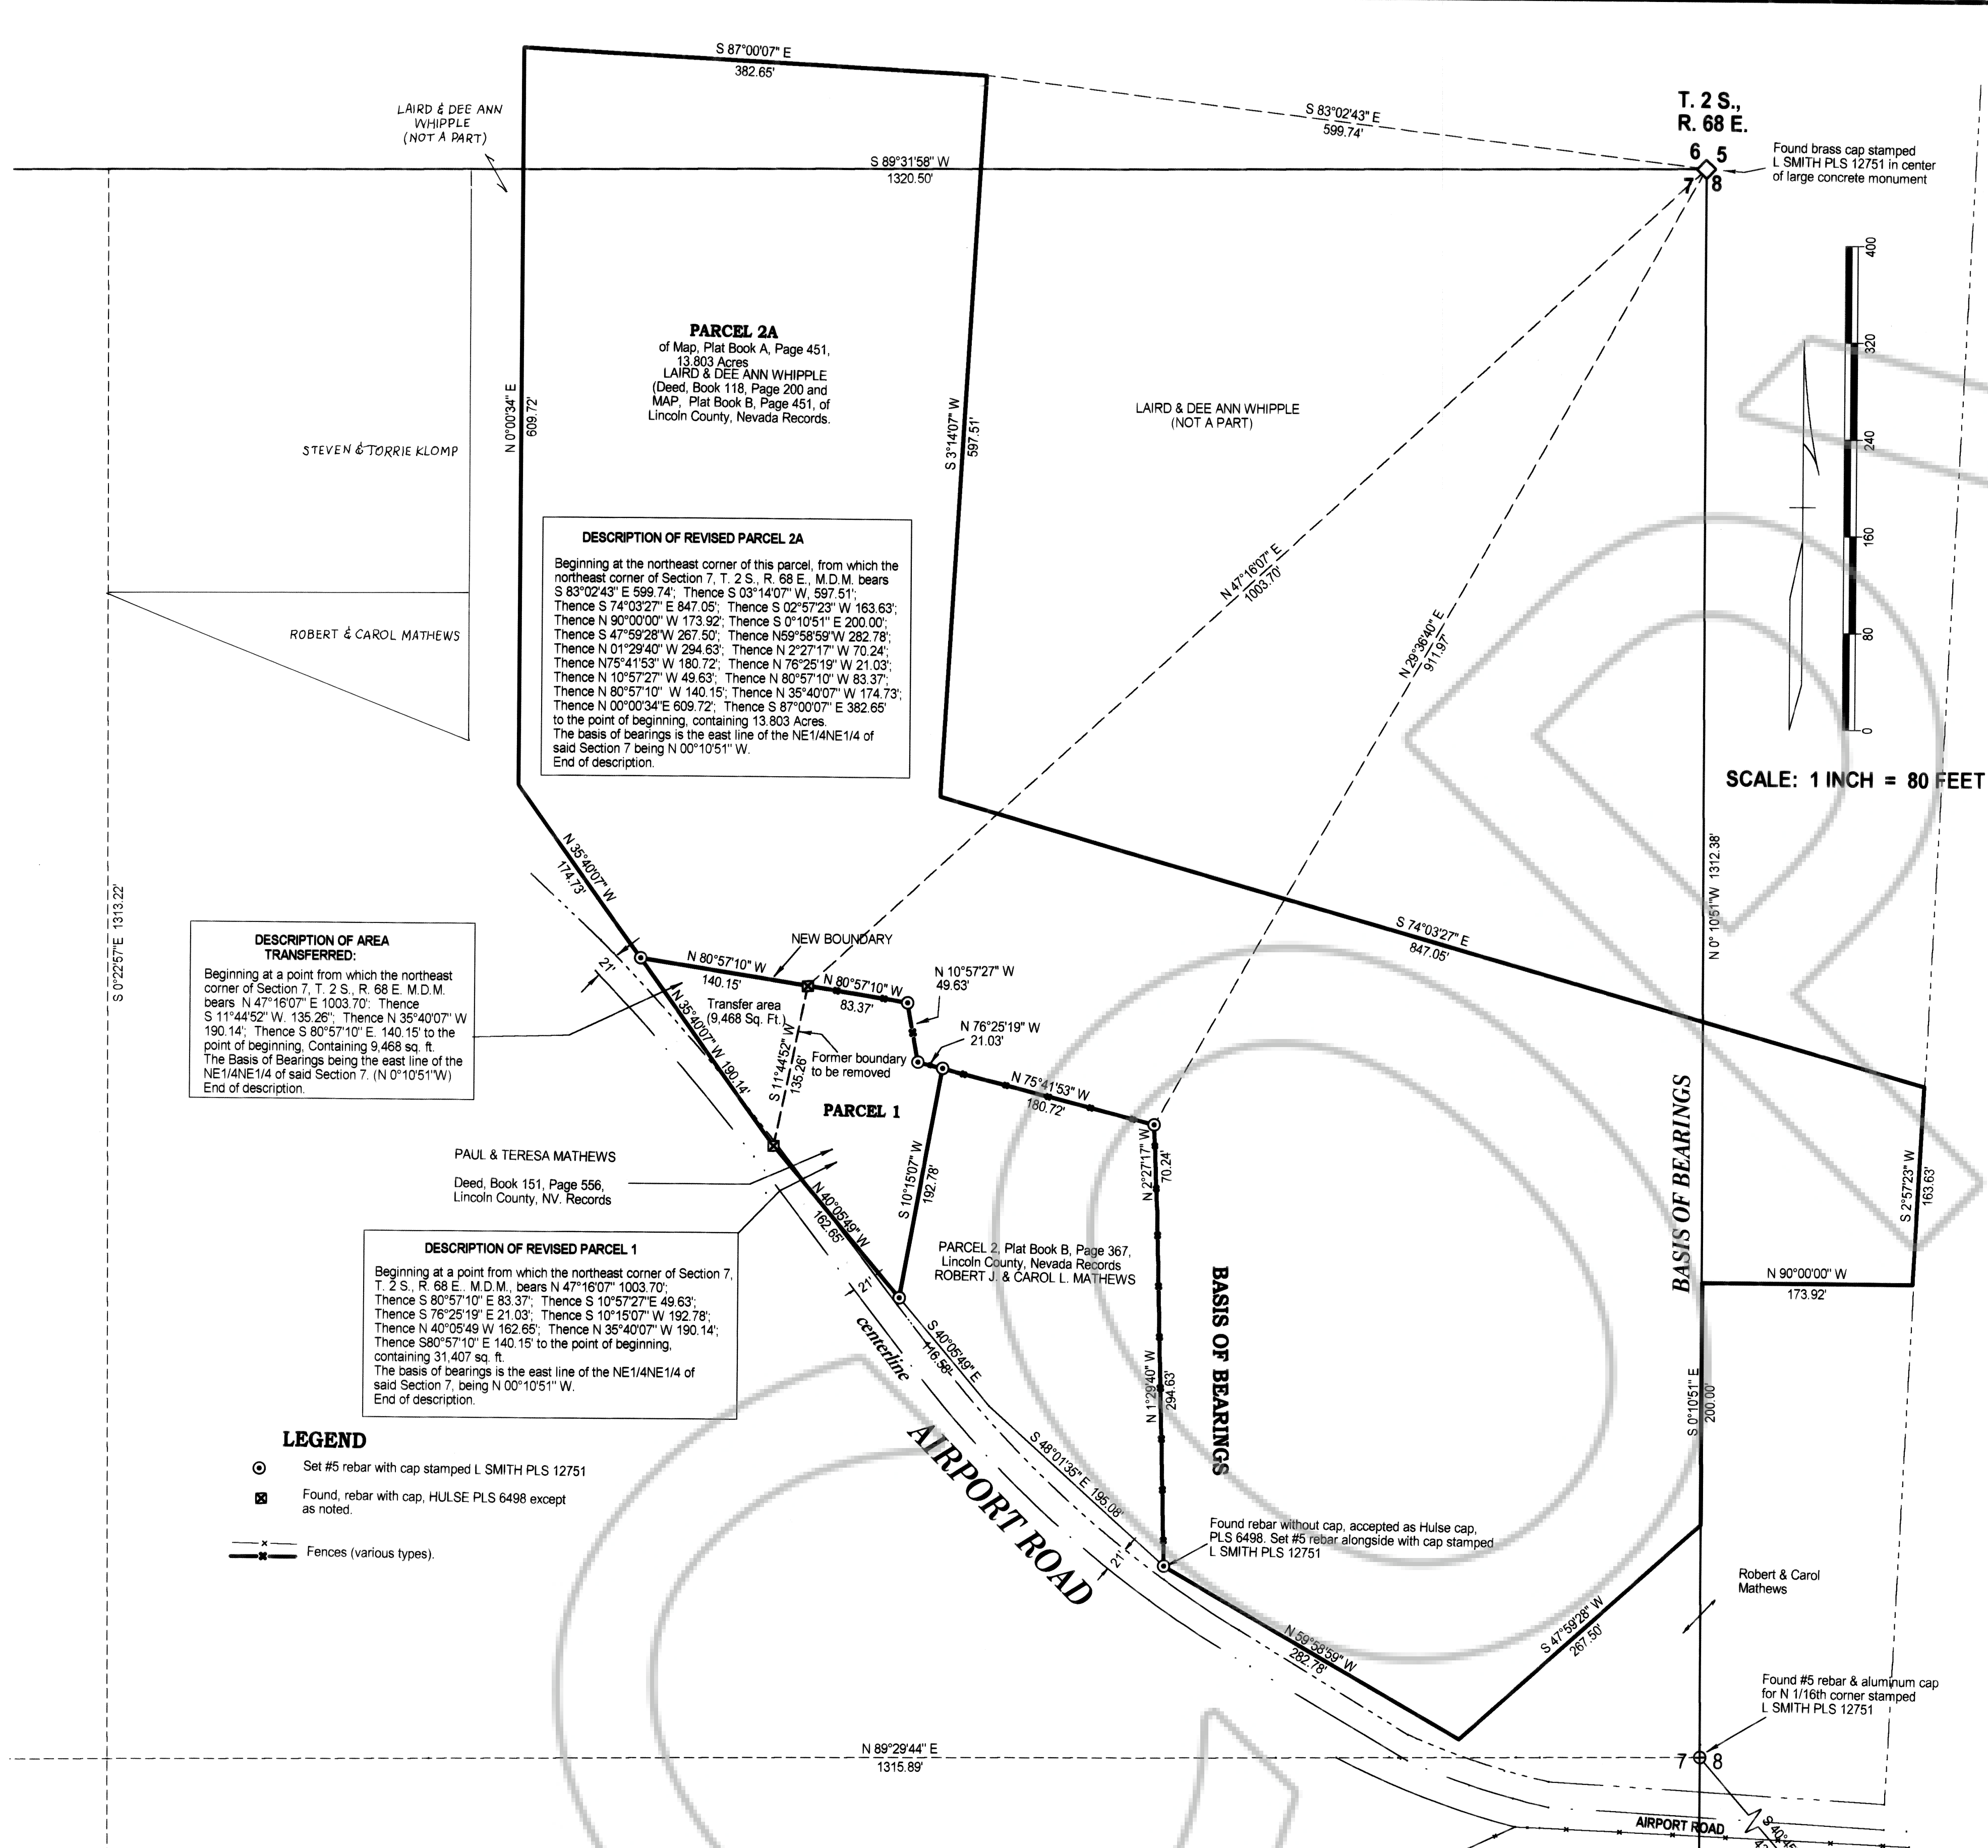 S 87°00'07" E
382.65'
LAIRD & DEE ANN
WHIPPLE
(NOT A PART)
S 83°02'43" E
599.74'
T. 2 S.,
R. 68 E.
6 5
7 8
Found brass cap stamped
L SMITH PLS 12751 in center
of large concrete monument
S 89°31'58" W
1320.50'
400
320
240
160
80
0
SCALE: 1 INCH = 80 FEET
PARCEL 2A
of Map, Plat Book A, Page 451,
13.803 Acres
LAIRD & DEE ANN WHIPPLE
(Deed, Book 118, Page 200 and
MAP, Plat Book B, Page 451, of
Lincoln County, Nevada Records.
N 0°00'34" E
609.72'
S 3°14'07" W
597.51'
LAIRD & DEE ANN WHIPPLE
(NOT A PART)
STEVEN & TORRIE KLOMP
ROBERT & CAROL MATHEWS
N 47°16'07" E
1003.70'
N 29°36'40" E
911.97'
DESCRIPTION OF REVISED PARCEL 2A
Beginning at the northeast corner of this parcel, from which the
northeast corner of Section 7, T. 2 S., R. 68 E., M.D.M. bears
S 83°02'43" E 599.74'; Thence S 03°14'07" W, 597.51';
Thence S 74°03'27" E 847.05'; Thence S 02°57'23" W 163.63';
Thence N 90°00'00" W 173.92'; Thence S 0°10'51" E 200.00';
Thence S 47°59'28"W 267.50'; Thence N59°58'59"W 282.78';
Thence N 01°29'40" W 294.63'; Thence N 2°27'17" W 70.24';
Thence N75°41'53" W 180.72'; Thence N 76°25'19" W 21.03';
Thence N 10°57'27" W 49.63'; Thence N 80°57'10" W 83.37';
Thence N 80°57'10" W 140.15'; Thence N 35°40'07" W 174.73';
Thence N 00°00'34"E 609.72'; Thence S 87°00'07" E 382.65'
to the point of beginning, containing 13.803 Acres.
The basis of bearings is the east line of the NE1/4NE1/4 of
said Section 7 being N 00°10'51" W.
End of description.
N 35°40'07" W
174.73'
S 0°22'57"E 1313.22'
N 0° 10'51"W 1312.38'
S 74°03'27" E
847.05'
DESCRIPTION OF AREA
TRANSFERRED:
Beginning at a point from which the northeast
corner of Section 7, T. 2 S., R. 68 E. M.D.M.
bears N 47°16'07" E 1003.70': Thence
S 11°44'52" W. 135.26"; Thence N 35°40'07" W
190.14'; Thence S 80°57'10" E. 140.15' to the
point of beginning, Containing 9,468 sq. ft.
The Basis of Bearings being the east line of the
NE1/4NE1/4 of said Section 7. (N 0°10'51"W)
End of description.
21'
NEW BOUNDARY
N 80°57'10" W
140.15'
N 80°57'10" W
83.37'
N 10°57'27" W
49.63'
Transfer area
(9,468 Sq. Ft.)
N 76°25'19" W
21.03'
N 35°40'07" W 190.14'
S 11°44'52" W
135.26'
Former boundary
to be removed
N 75°41'53" W
180.72'
PARCEL 1
PAUL & TERESA MATHEWS
Deed, Book 151, Page 556,
Lincoln County, NV. Records
N 40°05'49" W
162.65'
S 10°15'07" W
192.78'
N 2°27'17" W
70.24'
S 2°57'23" W
163.63'
BASIS OF BEARINGS
DESCRIPTION OF REVISED PARCEL 1
Beginning at a point from which the northeast corner of Section 7,
T. 2 S., R. 68 E.. M.D.M., bears N 47°16'07" 1003.70';
Thence S 80°57'10" E 83.37'; Thence S 10°57'27"E 49.63';
Thence S 76°25'19" E 21.03; Thence S 10°15'07" W 192.78';
Thence N 40°05'49 W 162.65'; Thence N 35°40'07" W 190.14';
Thence S80°57'10" E 140.15' to the point of beginning,
containing 31,407 sq. ft.
The basis of bearings is the east line of the NE1/4NE1/4 of
said Section 7, being N 00°10'51" W.
End of description.
PARCEL 2, Plat Book B, Page 367,
Lincoln County, Nevada Records
ROBERT J. & CAROL L. MATHEWS
N 90°00'00" W
173.92'
21'
centerline
S 40°05'49" E
116.58'
BASIS OF BEARINGS
N 1°29'40" W
294.63'
S 0°10'51" E
200.00'
LEGEND
Set #5 rebar with cap stamped L SMITH PLS 12751
Found, rebar with cap, HULSE PLS 6498 except
as noted.
Fences (various types).
AIRPORT ROAD
S 48°01'35" E 195.08'
21'
Found rebar without cap, accepted as Hulse cap,
PLS 6498. Set #5 rebar alongside with cap stamped
L SMITH PLS 12751
Robert & Carol
Mathews
N 59°58'59" W
282.78'
S 47°59'28" W
267.50'
Found #5 rebar & aluminum cap
for N 1/16th corner stamped
L SMITH PLS 12751
N 89°29'44" E
1315.89'
7 8
AIRPORT ROAD